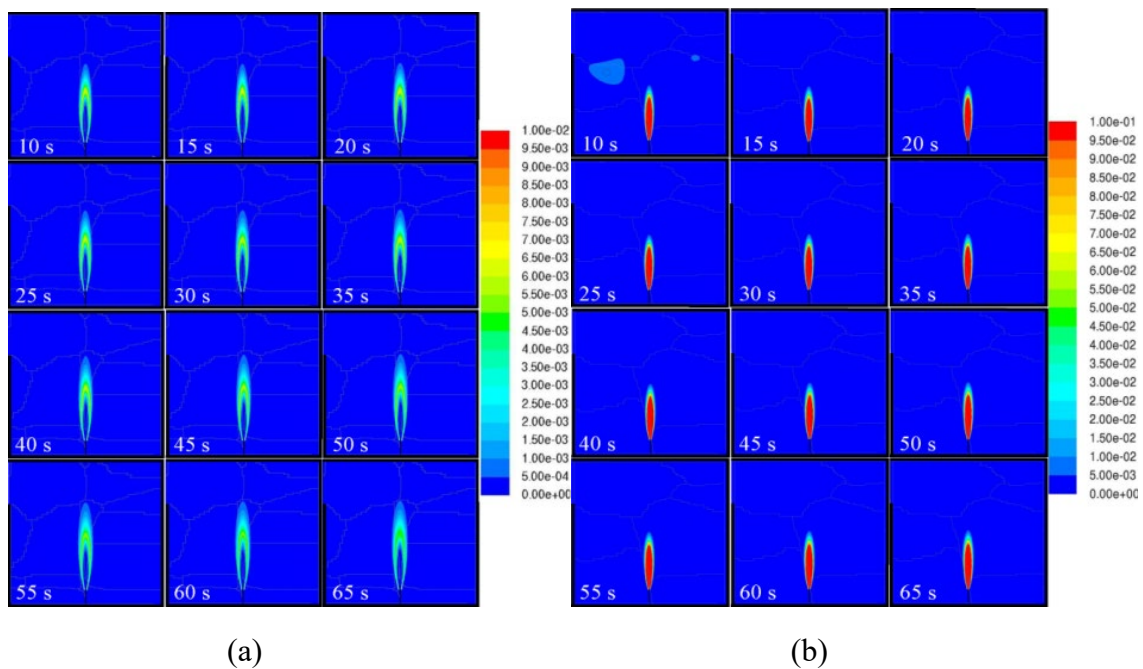 10 s
15 s
20 s
25 s
30 s
35 s
40 s
45 s
50 s
55 s
60 s
65 s
1.00e-02
9.50e-03
9.00e-03
8.50e-03
8.00e-03
7.50e-03
7.00e-03
6.50e-03
6.00e-03
5.50e-03
5.00e-03
4.50e-03
4.00e-03
3.50e-03
3.00e-03
2.50e-03
2.00e-03
1.50e-03
1.00e-03
5.00e-04
0.00e+00
(a)
10 s
15 s
20 s
25 s
30 s
35 s
40 s
45 s
50 s
55 s
60 s
65 s
1.00e-01
9.50e-02
9.00e-02
8.50e-02
8.00e-02
7.50e-02
7.00e-02
6.50e-02
6.00e-02
5.50e-02
5.00e-02
4.50e-02
4.00e-02
3.50e-02
3.00e-02
2.50e-02
2.00e-02
1.50e-02
1.00e-02
5.00e-03
0.00e+00
(b)